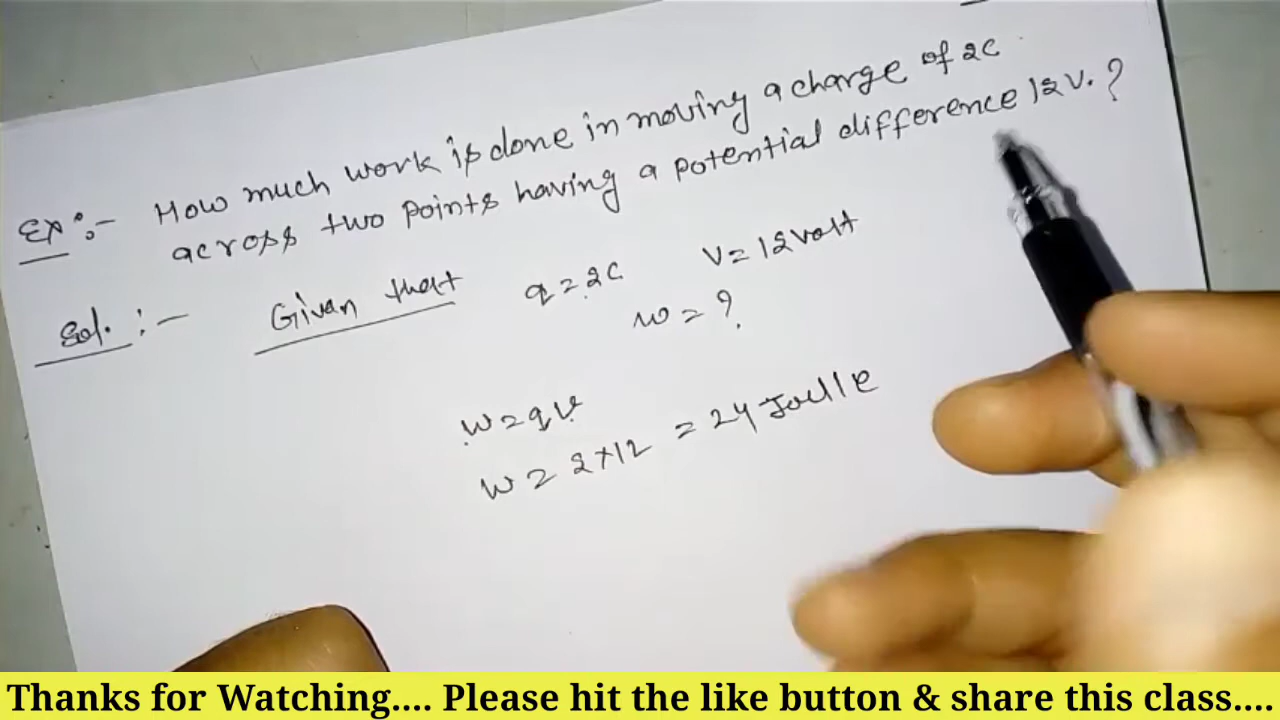 Ex:- How much work is done in moving a charge of 2C
across two points having a potential difference 12 V. ?
Sol. :- Given that q = 2C V = 12 Volt
w = ?
W = qV
W = 2×12 = 24 Joulle
Thanks for Watching.... Please hit the like button & share this class....